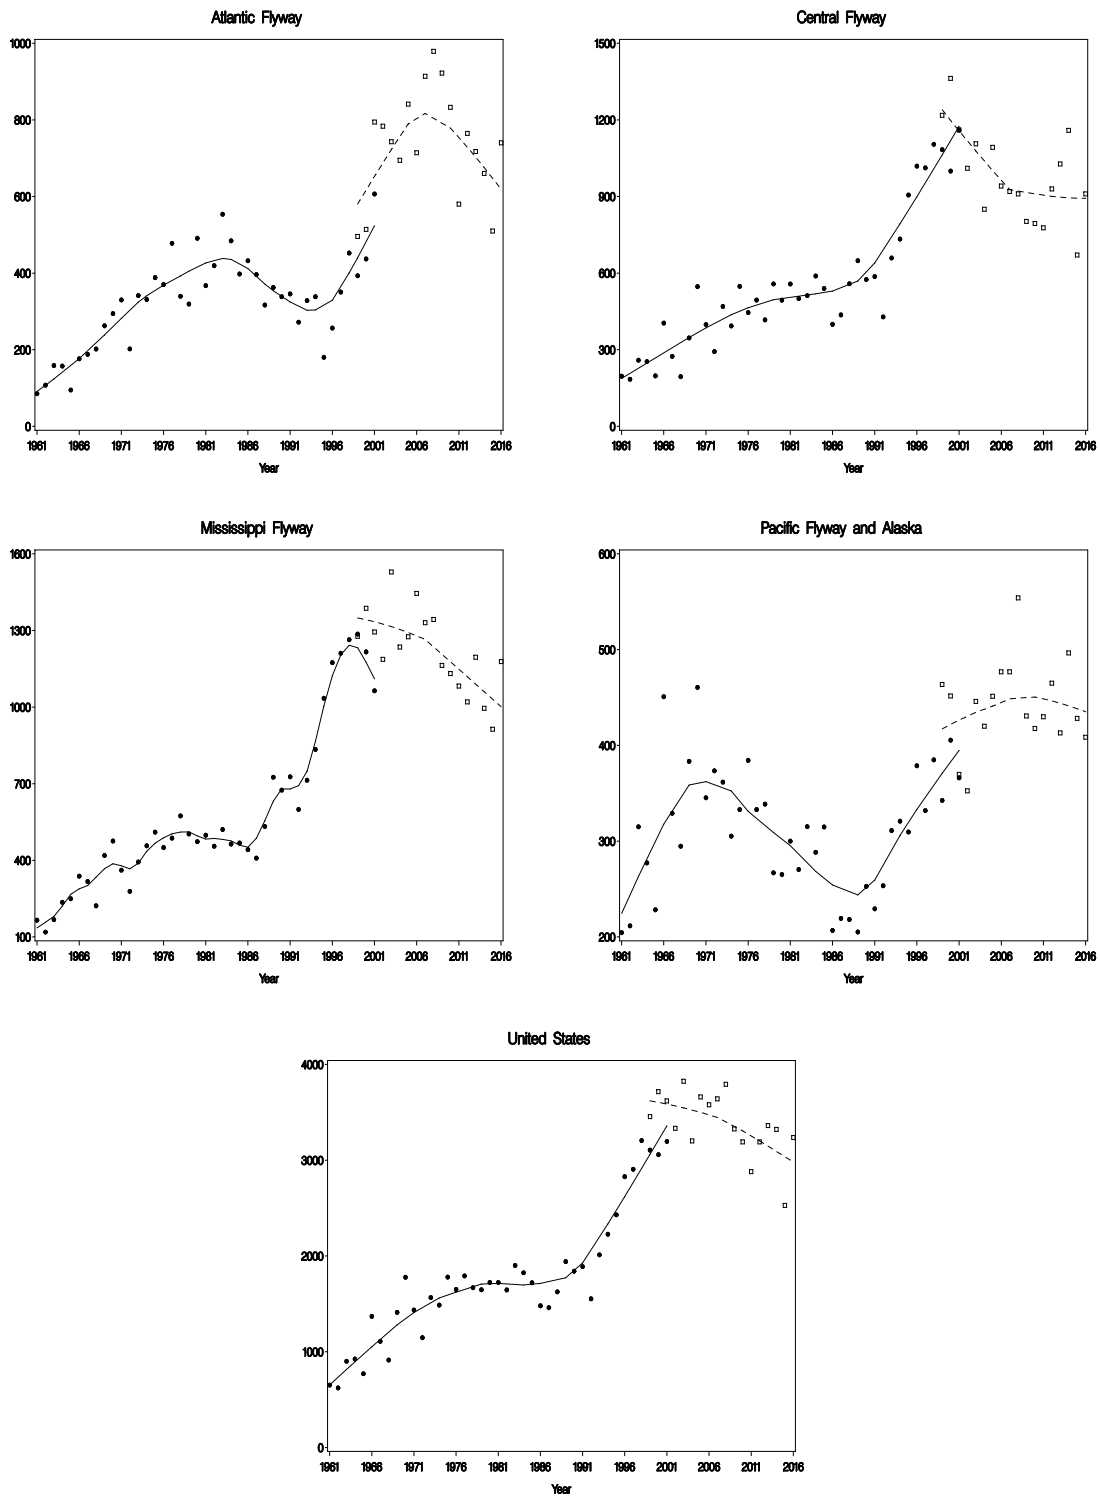 Atlantic Flyway
1000
800
600
400
200
0
1961 1966 1971 1976 1981 1986 1991 1996 2001 2006 2011 2016
Year
Central Flyway
1500
1200
900
600
300
0
1961 1966 1971 1976 1981 1986 1991 1996 2001 2006 2011 2016
Year
Mississippi Flyway
1600
1300
1000
700
400
100
1961 1966 1971 1976 1981 1986 1991 1996 2001 2006 2011 2016
Year
Pacific Flyway and Alaska
600
500
400
300
200
1961 1966 1971 1976 1981 1986 1991 1996 2001 2006 2011 2016
Year
United States
4000
3000
2000
1000
0
1961 1966 1971 1976 1981 1986 1991 1996 2001 2006 2011 2016
Year